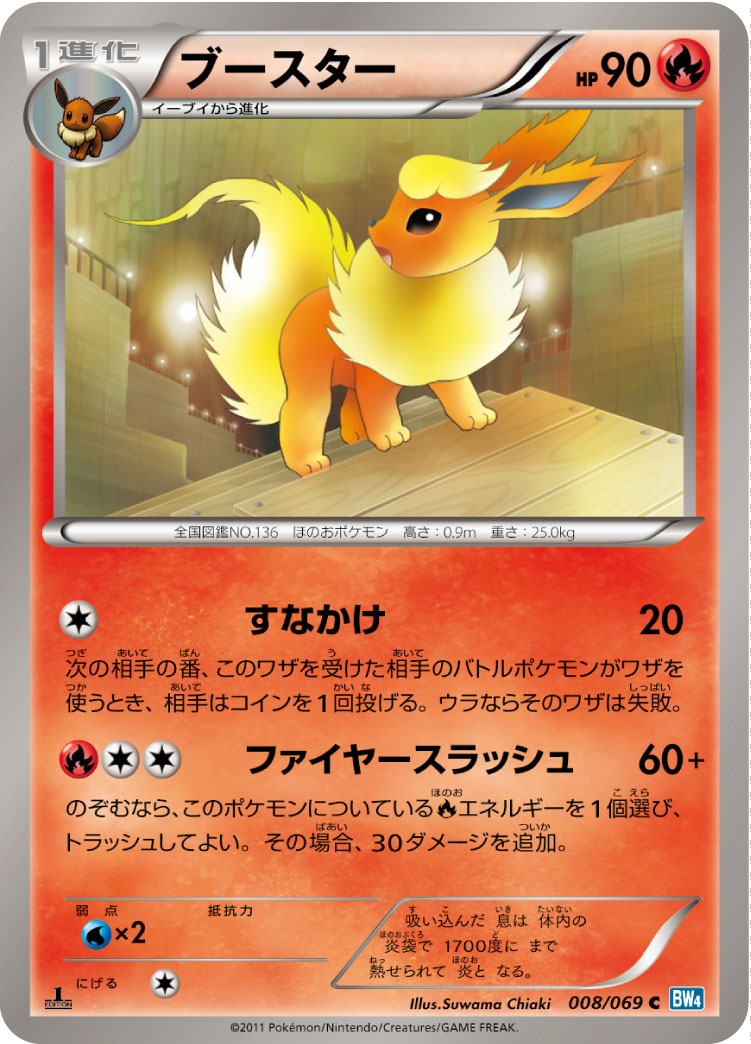 1進化
ブースター
HP90
イーブイから進化
全国図鑑NO.136 ほのおポケモン 高さ:0.9m 重さ:25.0kg
すなかけ 20
次の相手の番、このワザを受けた相手のバトルポケモンがワザを
使うとき、相手はコインを1回投げる。ウラならそのワザは失敗。
ファイヤースラッシュ 60+
のぞむなら、このポケモンについている エネルギーを1個選び、
トラッシュしてよい。その場合、30ダメージを追加。
弱点 抵抗力
×2
にげる
吸い込んだ 息は 体内の
炎袋で 1700度に まで
熱せられて 炎と なる。
1 EDITION
Illus.Suwama Chiaki 008/069 C BW4
©2011 Pokémon/Nintendo/Creatures/GAME FREAK.